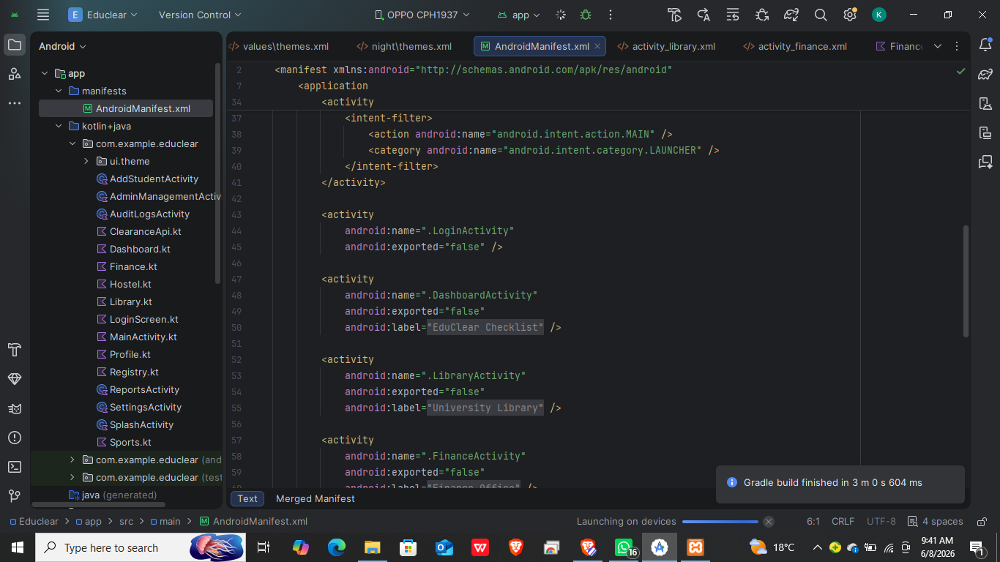 E Educlear Version Control OPPO CPH1937 app K
Android
values\themes.xml night\themes.xml AndroidManifest.xml activity_library.xml activity_finance.xml Financ
app
manifests
AndroidManifest.xml
kotlin+java
com.example.educlear
ui.theme
AddStudentActivity
AdminManagementActiv
AuditLogsActivity
ClearanceApi.kt
Dashboard.kt
Finance.kt
Hostel.kt
Library.kt
LoginScreen.kt
MainActivity.kt
Profile.kt
Registry.kt
ReportsActivity
SettingsActivity
SplashActivity
Sports.kt
com.example.educlear (and
com.example.educlear (test
java (generated)
2 <manifest xmlns:android="http://schemas.android.com/apk/res/android"
7 <application
34 <activity
37 <intent-filter>
38 <action android:name="android.intent.action.MAIN" />
39 <category android:name="android.intent.category.LAUNCHER" />
40 </intent-filter>
41 </activity>
42
43 <activity
44 android:name=".LoginActivity"
45 android:exported="false" />
46
47 <activity
48 android:name=".DashboardActivity"
49 android:exported="false"
50 android:label="EduClear Checklist" />
51
52 <activity
53 android:name=".LibraryActivity"
54 android:exported="false"
55 android:label="University Library" />
56
57 <activity
58 android:name=".FinanceActivity"
59 android:exported="false"
60 android:label="Finance Office" />
Gradle build finished in 3 m 0 s 604 ms
Text Merged Manifest
Educlear > app > src > main > AndroidManifest.xml Launching on devices 6:1 CRLF UTF-8 4 spaces
Type here to search 16 18°C 9:41 AM
6/8/2026 1